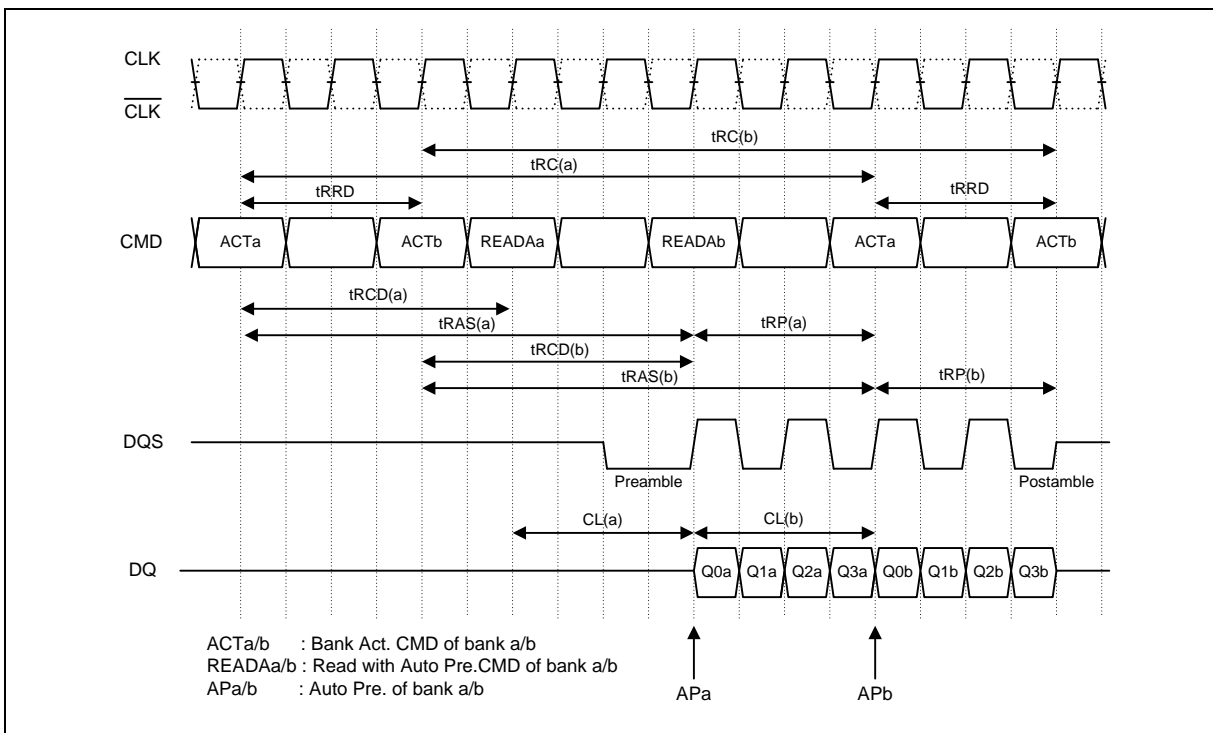 CLK
CLK
tRC(b)
tRC(a)
tRRD tRRD
CMD ACTa ACTb READAa READAb ACTa ACTb
tRCD(a)
tRAS(a) tRP(a)
tRCD(b)
tRAS(b) tRP(b)
DQS
Preamble Postamble
CL(a) CL(b)
DQ Q0a Q1a Q2a Q3a Q0b Q1b Q2b Q3b
ACTa/b : Bank Act. CMD of bank a/b
READAa/b : Read with Auto Pre.CMD of bank a/b
APa/b : Auto Pre. of bank a/b
APa APb